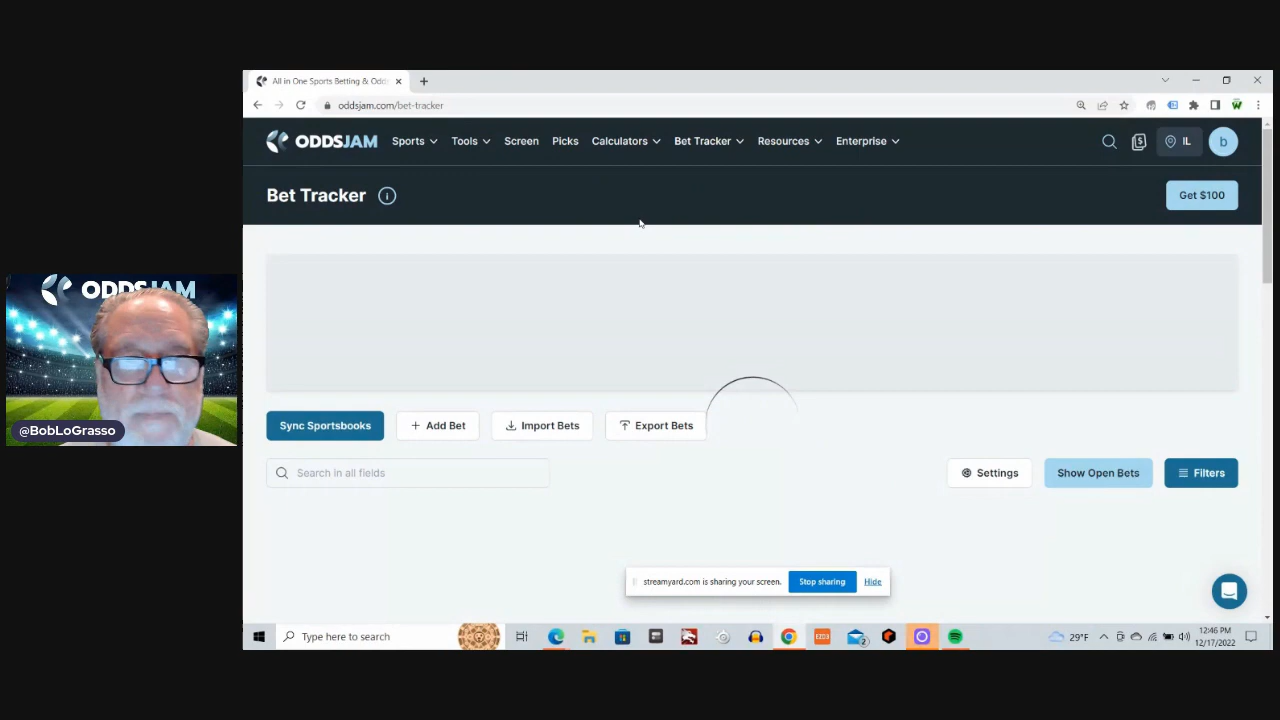 All in One Sports Betting & Odds
oddsjam.com/bet-tracker
ODDSJAM Sports Tools Screen Picks Calculators Bet Tracker Resources Enterprise IL b
Bet Tracker Get $100
ODDSJAM
@BobLoGrasso
Sync Sportsbooks + Add Bet Import Bets Export Bets
Search in all fields Settings Show Open Bets Filters
streamyard.com is sharing your screen. Stop sharing Hide
Type here to search 29°F 12:46 PM
12/17/2022